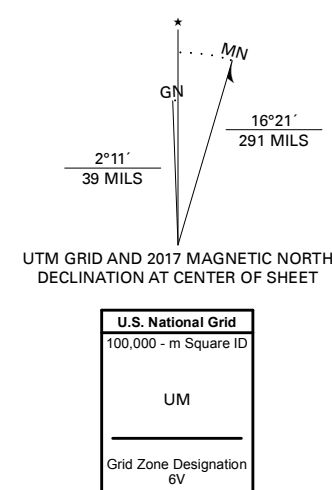 ★
MN
GN
16°21´
291 MILS
2°11´
39 MILS
UTM GRID AND 2017 MAGNETIC NORTH
DECLINATION AT CENTER OF SHEET
U.S. National Grid
100,000 - m Square ID
UM
Grid Zone Designation
6V